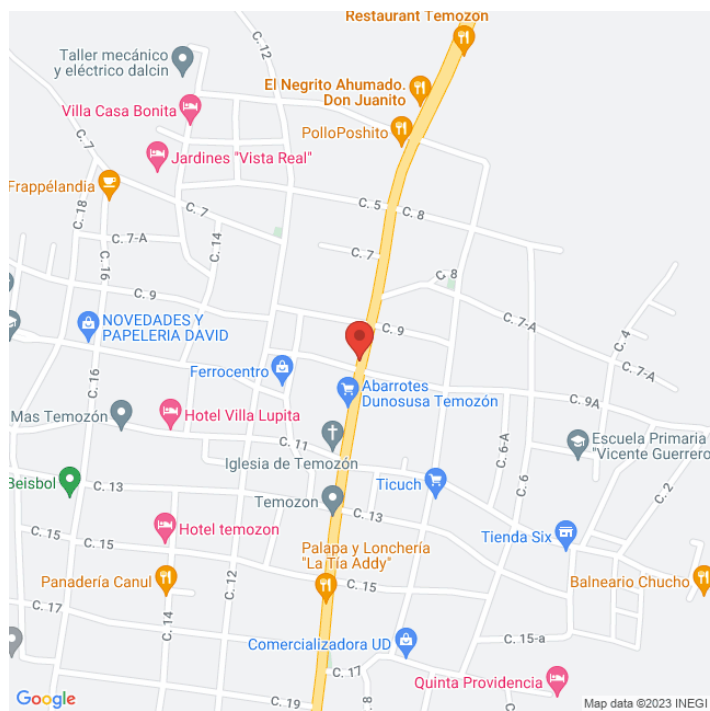 Restaurant Temozón
C. 12
Taller mecánico
y eléctrico dalcin
El Negrito Ahumado.
Don Juanito
Villa Casa Bonita
PolloPoshito
C. 7
Jardines "Vista Real"
Frappélandia
C. 18
C. 7
C. 5
C. 8
C. 14
C. 7-A
C. 7
C. 16
C. 8
C. 9
C. 7-A
C. 4
NOVEDADES Y
PAPELERIA DAVID
C. 9
Ferrocentro
C. 7-A
C. 16
Abarrotes
Dunosusa Temozón
C. 9A
Mas Temozón
Hotel Villa Lupita
C. 11
C. 6-A
Escuela Primaria
"Vicente Guerrero
Iglesia de Temozón
C. 6
Beisbol
C. 13
Ticuch
C. 2
Temozon
C. 13
C. 15
Hotel temozon
Tienda Six
C. 15
Palapa y Lonchería
"La Tía Addy"
Panadería Canul
C. 12
C. 15
Balneario Chucho
C. 17
C. 14
Comercializadora UD
C. 15-a
C. 17
Quinta Providencia
C. 19
C. 8
Google
Map data ©2023 INEGI